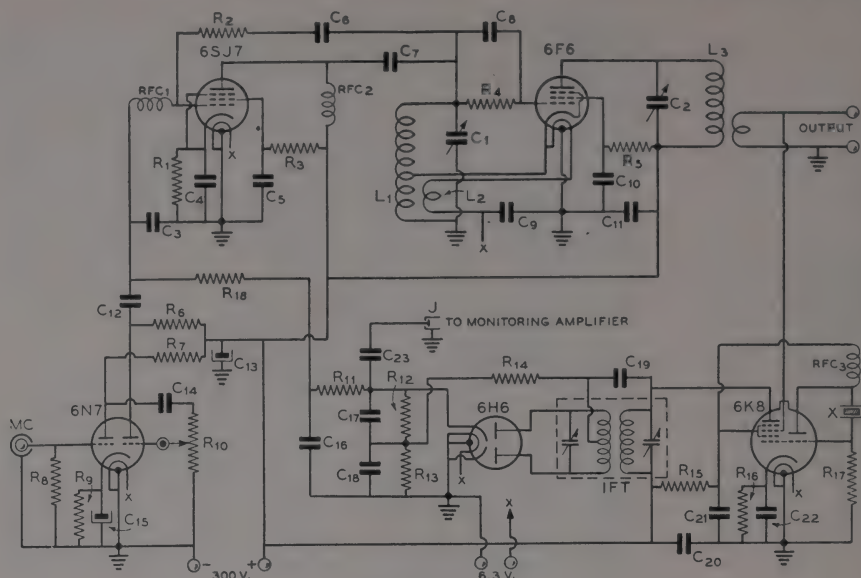 R2
C6
C8
6SJ7
6F6
L3
C7
RFC1
RFC2
R4
C2
C1
OUTPUT
R1
R3
R5
C4
C5
L1
L2
C10
X
C3
C9
C11
X
R18
C12
R6
J
TO MONITORING AMPLIFIER
R7
C13
C23
R14
C19
RFC3
R11
R12
6H6
6K8
C14
6N7
X
MC
C17
R10
C16
C18
R13
X
X
R15
R16
R17
R8
R9
IFT
X
C15
C21
C22
X
C20
- 300 V. +
6.3 V.